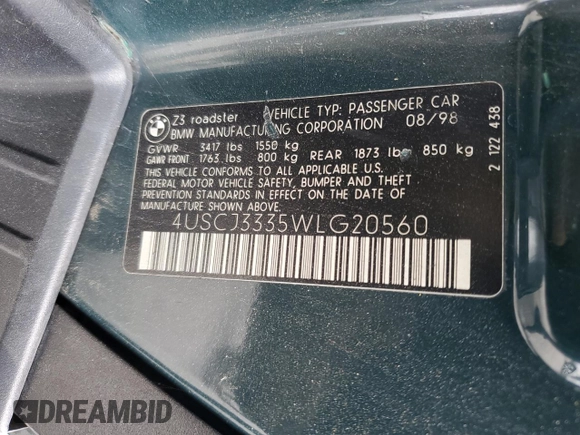 BMW
Z3 roadster VEHICLE TYP: PASSENGER CAR
BMW MANUFACTURING CORPORATION 08/98
GVWR 3417 lbs 1550 kg
GAWR FRONT 1763 lbs 800 kg REAR 1873 lbs 850 kg
THIS VEHICLE CONFORMS TO ALL APPLICABLE U.S.
FEDERAL MOTOR VEHICLE SAFETY, BUMPER AND THEFT
PREVENTION STANDARDS IN EFFECT ON THE DATE OF
MANUFACTURE SHOWN ABOVE.
4USCJ3335WLG20560
2 122 438
DREAMBID